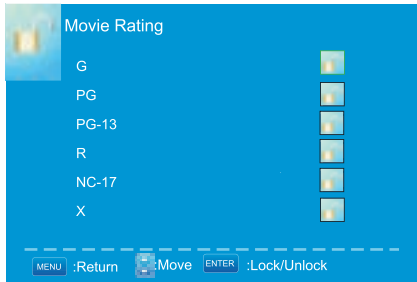 Movie Rating
G
PG
PG-13
R
NC-17
X
MENU :Return :Move ENTER :Lock/Unlock